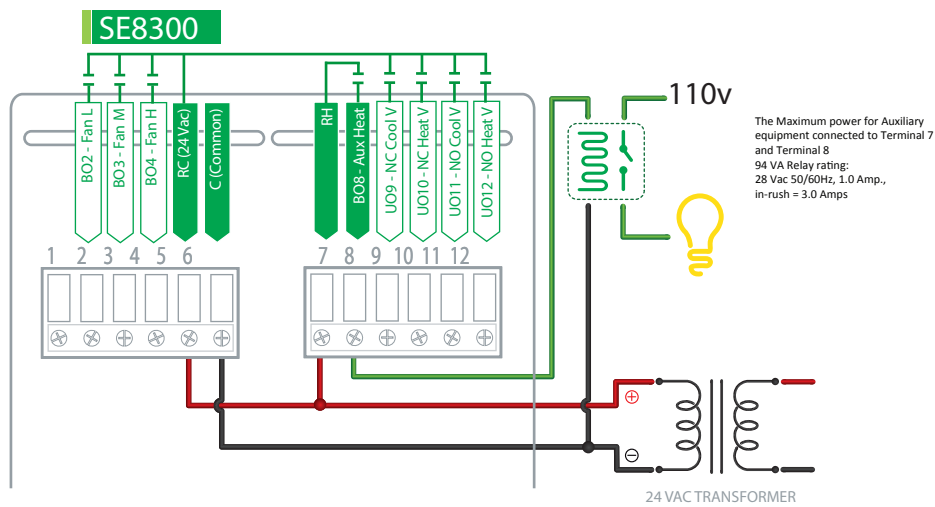 SE8300
BO2 - Fan L
BO3 - Fan M
BO4 - Fan H
RC (24 Vac)
C (Common)
RH
BO8 - Aux Heat
UO9 - NC Cool V
UO10 - NC Heat V
UO11 - NO Cool V
UO12 - NO Heat V
1 2 3 4 5 6
7 8 9 10 11 12
110v
The Maximum power for Auxiliary
equipment connected to Terminal 7
and Terminal 8
94 VA Relay rating:
28 Vac 50/60Hz, 1.0 Amp.,
in-rush = 3.0 Amps
+
−
24 VAC TRANSFORMER